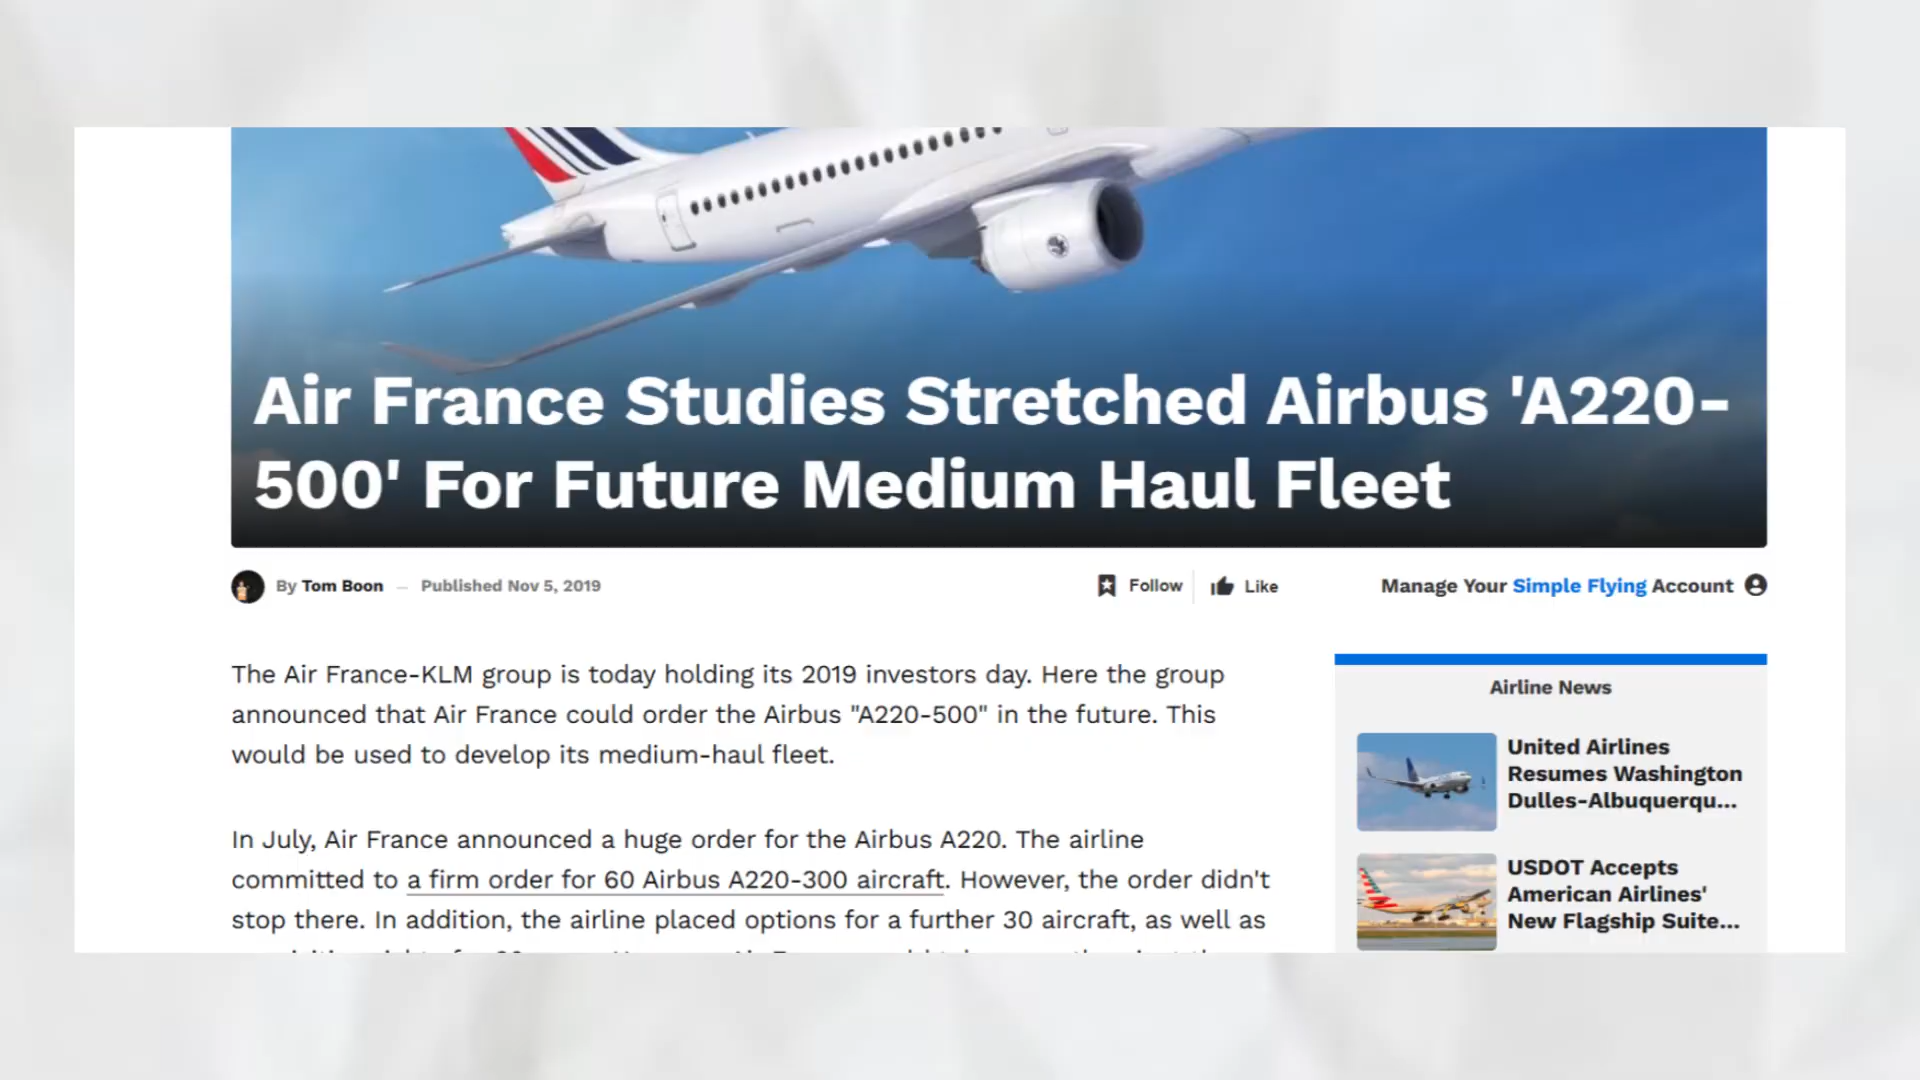 Air France Studies Stretched Airbus 'A220-
500' For Future Medium Haul Fleet
By Tom Boon — Published Nov 5, 2019
Follow
Like
Manage Your Simple Flying Account
The Air France-KLM group is today holding its 2019 investors day. Here the group
announced that Air France could order the Airbus "A220-500" in the future. This
would be used to develop its medium-haul fleet.
In July, Air France announced a huge order for the Airbus A220. The airline
committed to a firm order for 60 Airbus A220-300 aircraft. However, the order didn't
stop there. In addition, the airline placed options for a further 30 aircraft, as well as
Airline News
United Airlines
Resumes Washington
Dulles-Albuquerqu...
USDOT Accepts
American Airlines'
New Flagship Suite...